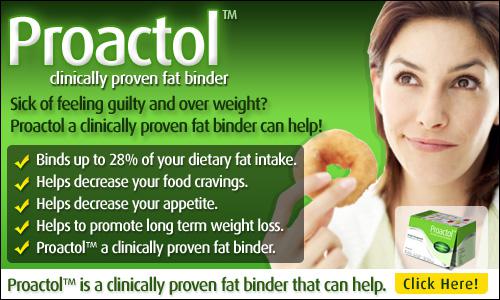 Proactol™
clinically proven fat binder
Sick of feeling guilty and over weight?
Proactol a clinically proven fat binder can help!
Binds up to 28% of your dietary fat intake.
Helps decrease your food cravings.
Helps decrease your appetite.
Helps to promote long term weight loss.
Proactol™ a clinically proven fat binder.
Proactol
Proactol™ is a clinically proven fat binder that can help.
Click Here!